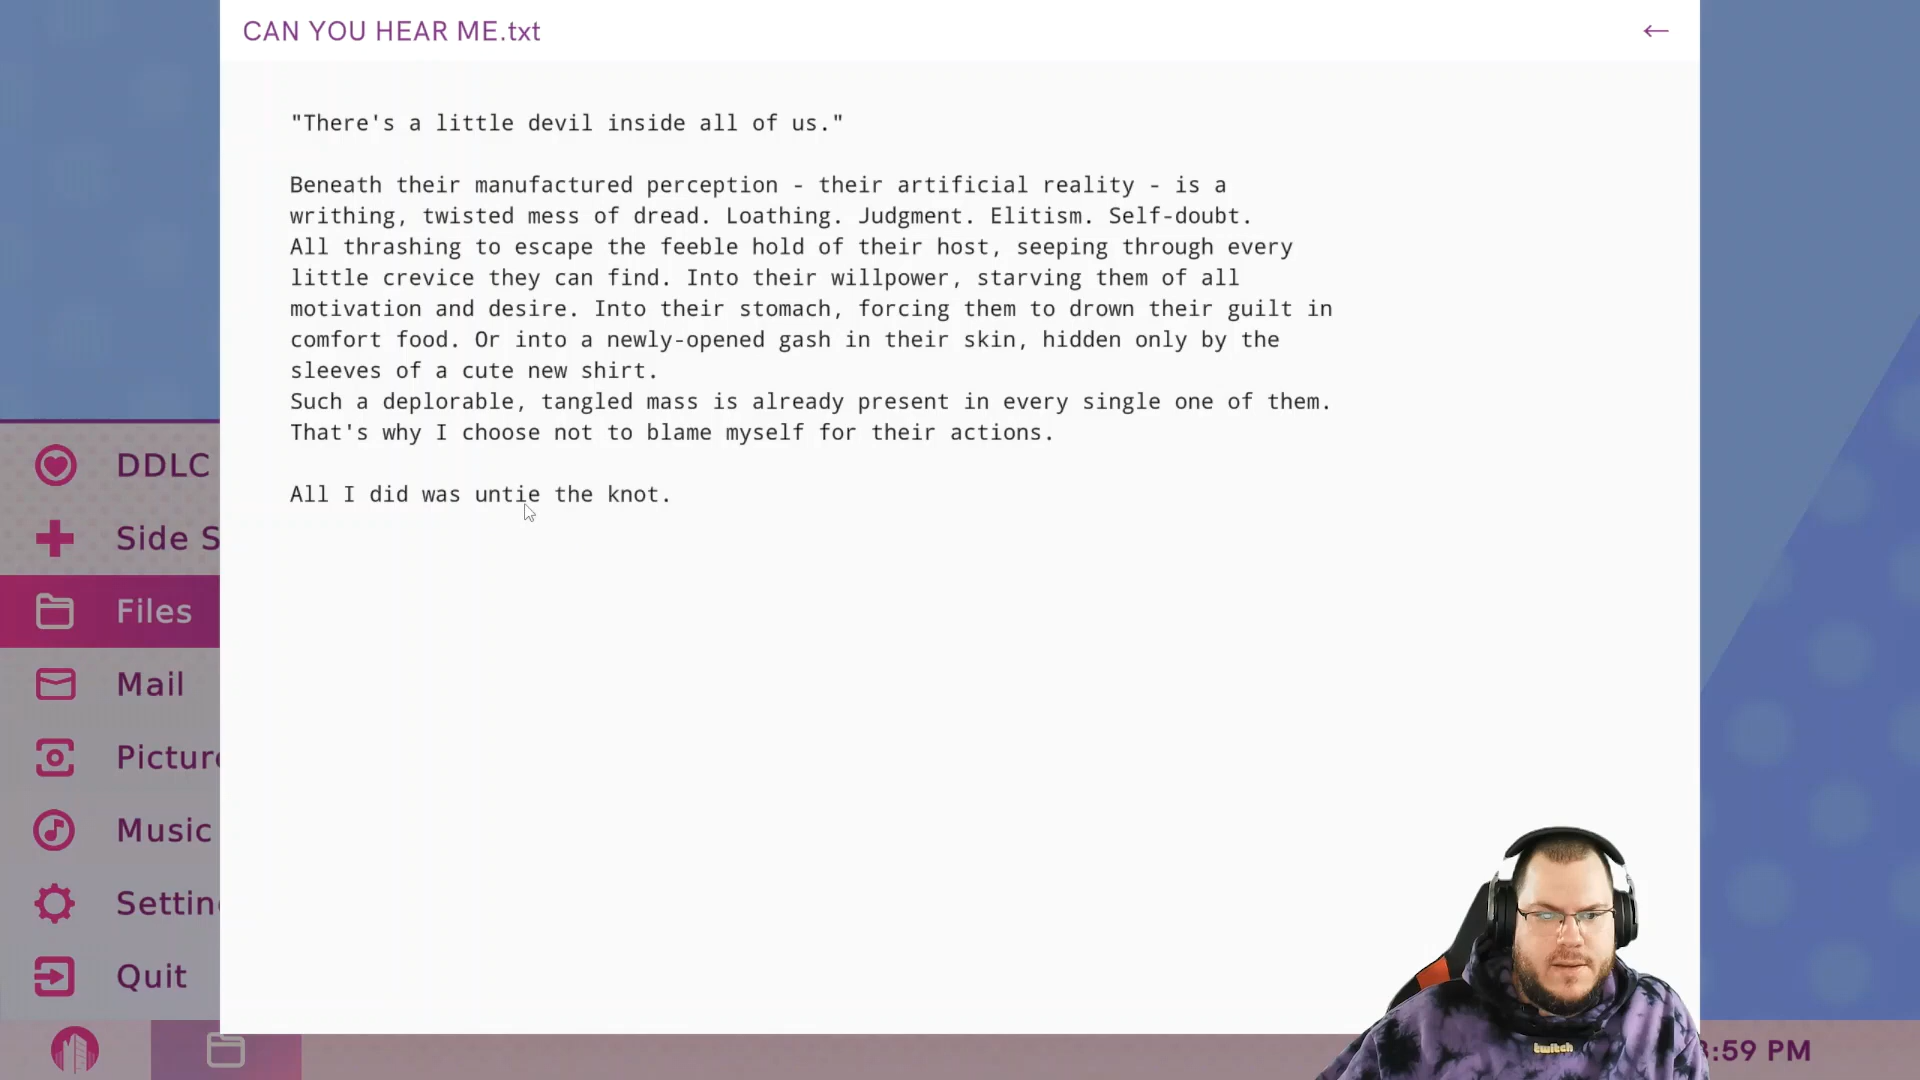 CAN YOU HEAR ME.txt
←
"There's a little devil inside all of us."
Beneath their manufactured perception - their artificial reality - is a
writhing, twisted mess of dread. Loathing. Judgment. Elitism. Self-doubt.
All thrashing to escape the feeble hold of their host, seeping through every
little crevice they can find. Into their willpower, starving them of all
motivation and desire. Into their stomach, forcing them to drown their guilt in
comfort food. Or into a newly-opened gash in their skin, hidden only by the
sleeves of a cute new shirt.
Such a deplorable, tangled mass is already present in every single one of them.
That's why I choose not to blame myself for their actions.
All I did was untie the knot.
DDLC
Side S
Files
Mail
Picture
Music
Setting
Quit
twitch
:59 PM